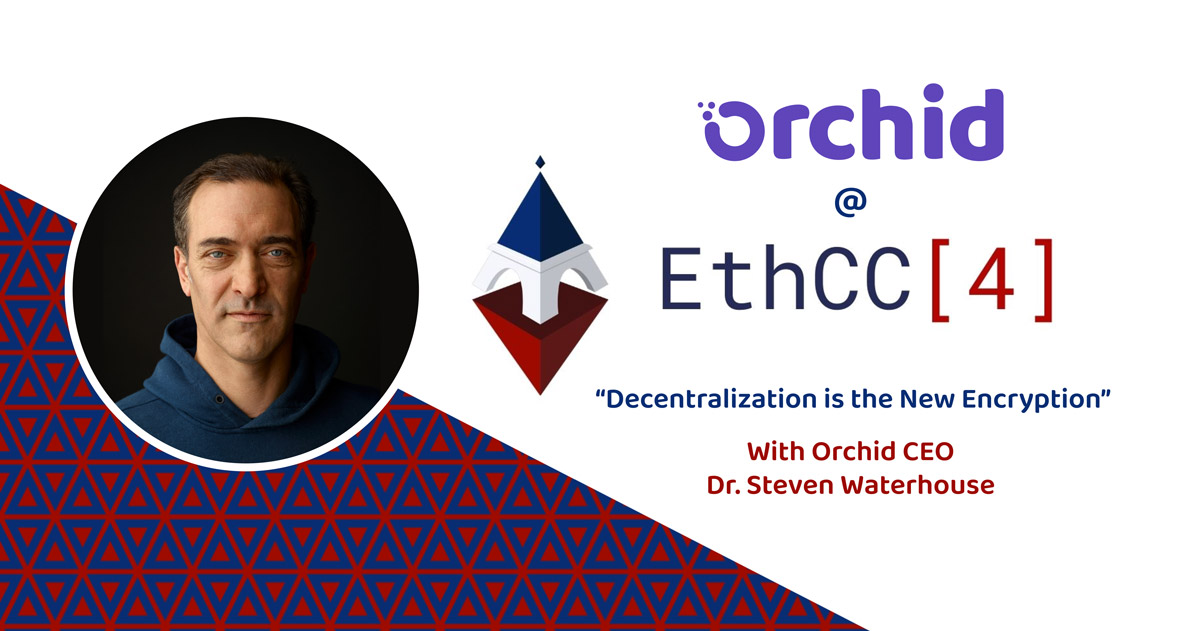 Orchid
@
EthCC[4]
“Decentralization is the New Encryption”
With Orchid CEO
Dr. Steven Waterhouse